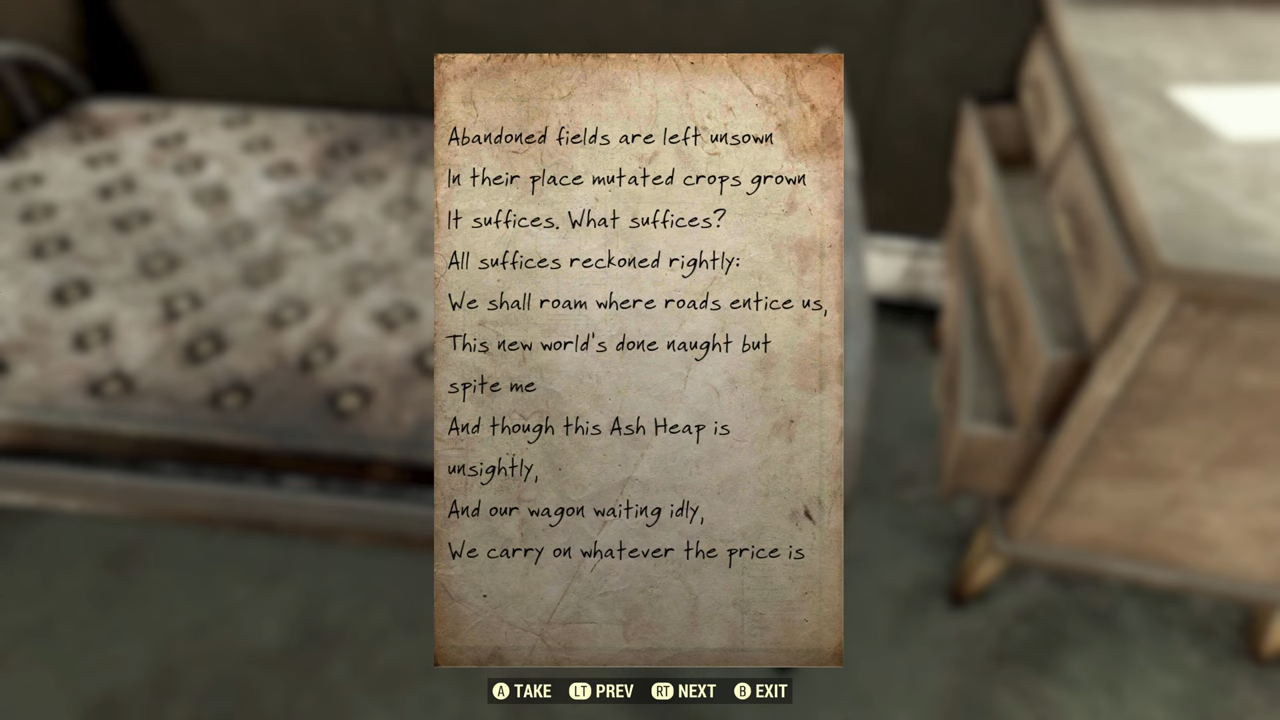 Abandoned fields are left unsown
In their place mutated crops grown
It suffices. What suffices?
All suffices reckoned rightly:
We shall roam where roads entice us,
This new world's done naught but
spite me
And though this Ash Heap is
unsightly,
And our wagon waiting idly,
We carry on whatever the price is
A TAKE LT PREV RT NEXT B EXIT